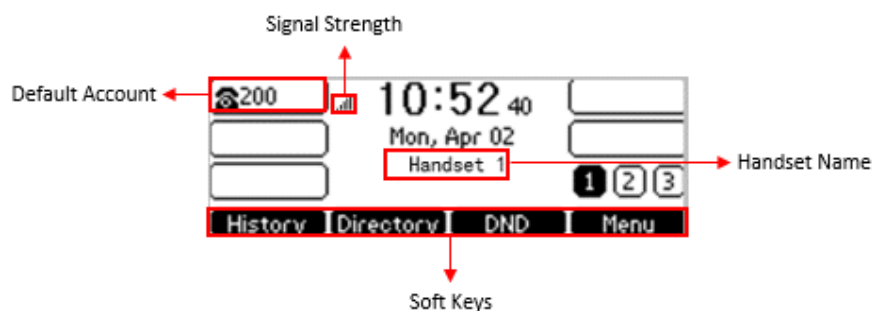 Signal Strength
Default Account
200
10:52 40
Mon, Apr 02
Handset 1
Handset Name
1 2 3
History Directory DND Menu
Soft Keys